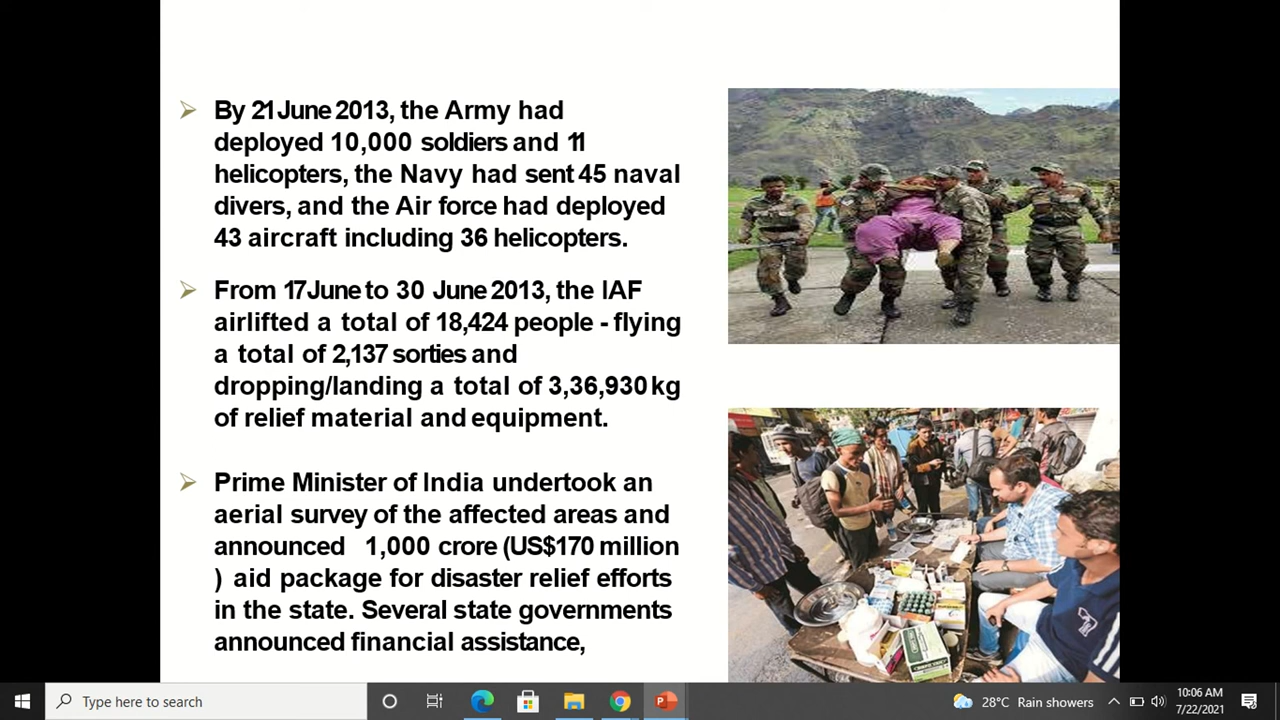 By 21 June 2013, the Army had
deployed 10,000 soldiers and 11
helicopters, the Navy had sent 45 naval
divers, and the Air force had deployed
43 aircraft including 36 helicopters.
From 17 June to 30 June 2013, the IAF
airlifted a total of 18,424 people - flying
a total of 2,137 sorties and
dropping/landing a total of 3,36,930 kg
of relief material and equipment.
Prime Minister of India undertook an
aerial survey of the affected areas and
announced 1,000 crore (US$170 million
) aid package for disaster relief efforts
in the state. Several state governments
announced financial assistance,
Type here to search
28°C Rain showers
10:06 AM
7/22/2021